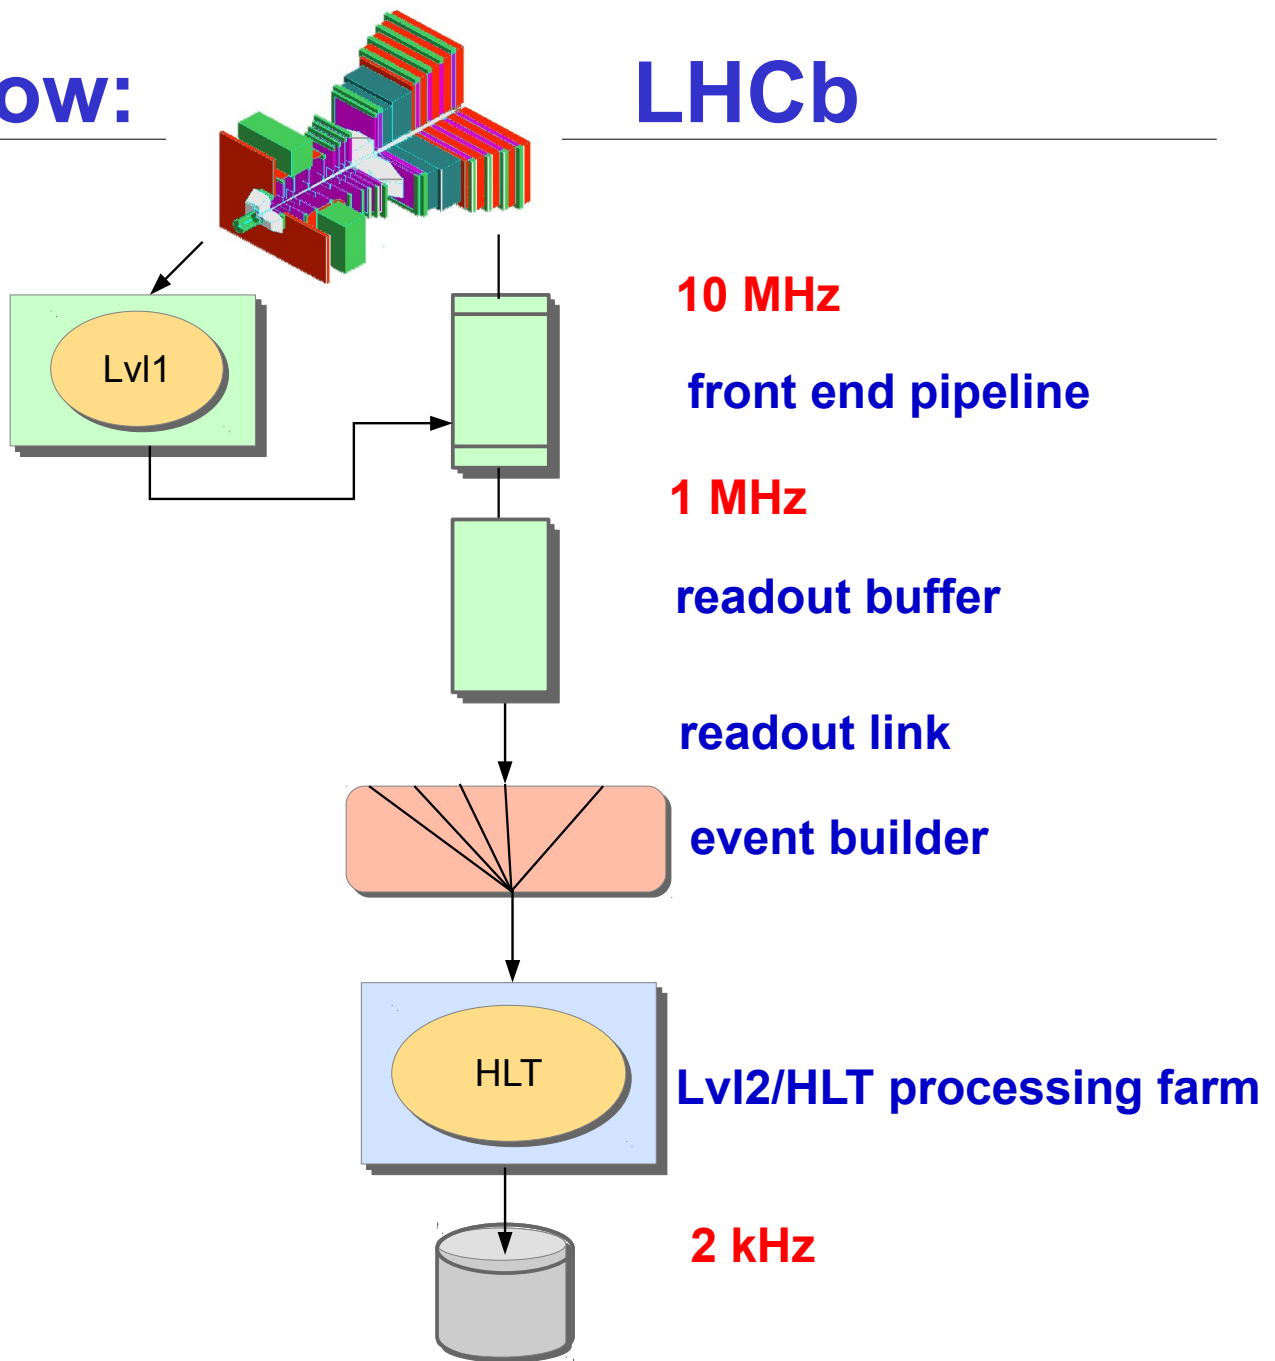 ow: LHCb
10 MHz
Lvl1
front end pipeline
1 MHz
readout buffer
readout link
event builder
HLT
Lvl2/HLT processing farm
2 kHz